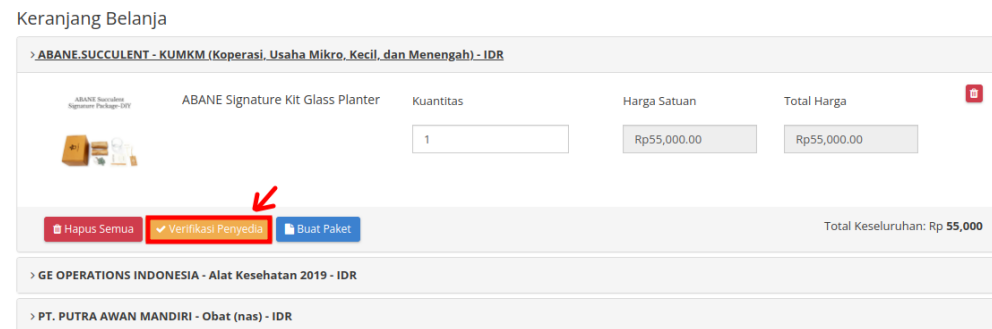 Keranjang Belanja
> ABANE.SUCCULENT - KUMKM (Koperasi, Usaha Mikro, Kecil, dan Menengah) - IDR
ABANE Succulent
Signature Package-DIY
ABANE Signature Kit Glass Planter
Kuantitas
Harga Satuan
Total Harga
1
Rp55,000.00
Rp55,000.00
Hapus Semua
Verifikasi Penyedia
Buat Paket
Total Keseluruhan: Rp 55,000
> GE OPERATIONS INDONESIA - Alat Kesehatan 2019 - IDR
> PT. PUTRA AWAN MANDIRI - Obat (nas) - IDR